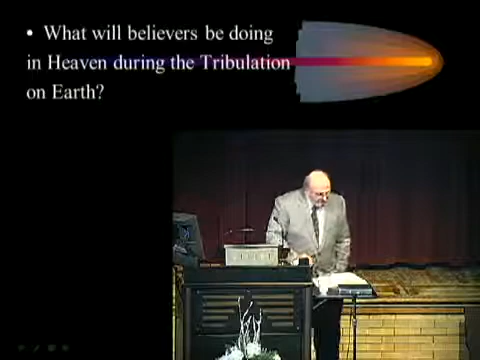 • What will believers be doing
in Heaven during the Tribulation
on Earth?